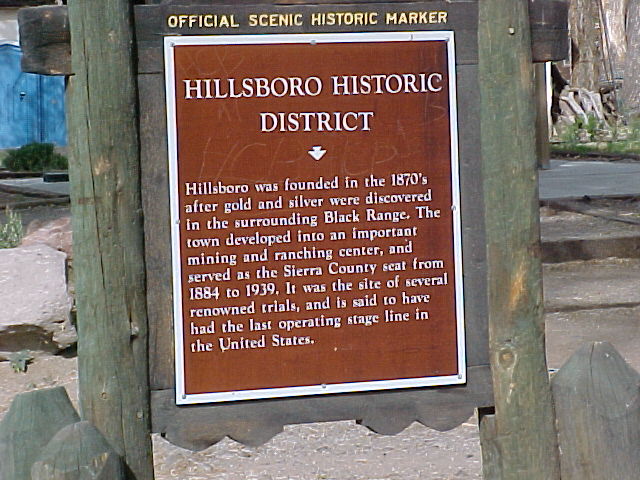 OFFICIAL SCENIC HISTORIC MARKER
HILLSBORO HISTORIC
DISTRICT
Hillsboro was founded in the 1870's
after gold and silver were discovered
in the surrounding Black Range. The
town developed into an important
mining and ranching center, and
served as the Sierra County seat from
1884 to 1939. It was the site of several
renowned trials, and is said to have
had the last operating stage line in
the United States.